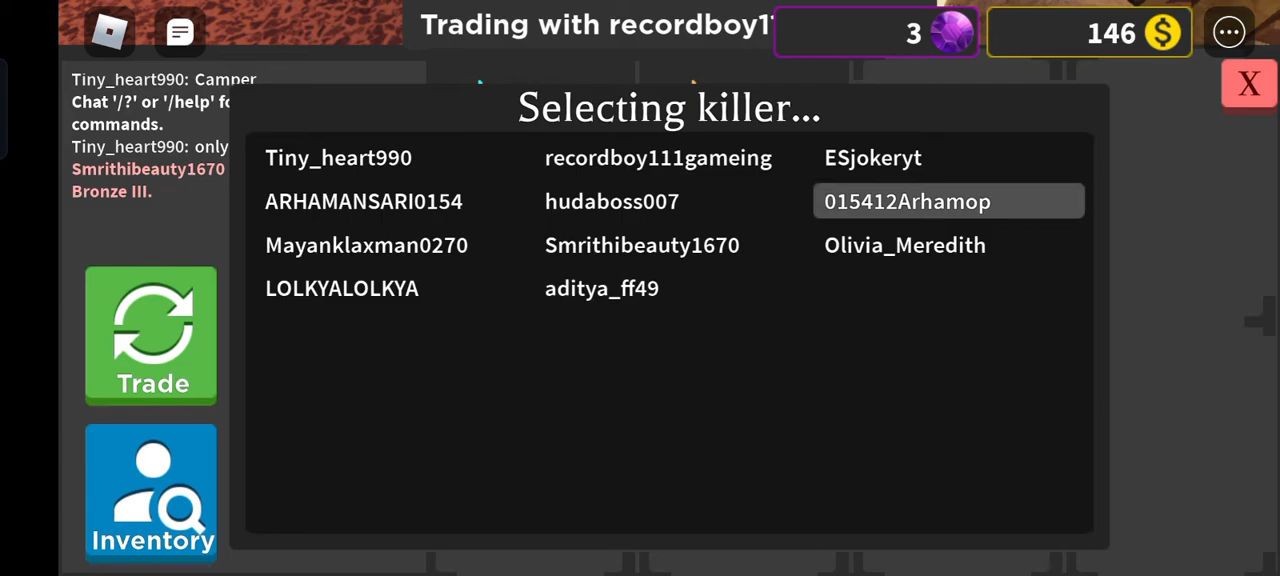 Trading with recordboy1
3
146
X
Tiny_heart990: Camper
Chat '/?' or '/help' fo
commands.
Tiny_heart990: only
Smrithibeauty1670
Bronze III.
Selecting killer...
Tiny_heart990 recordboy111gameing ESjokeryt
ARHAMANSARI0154 hudaboss007 015412Arhamop
Mayanklaxman0270 Smrithibeauty1670 Olivia_Meredith
LOLKYALOLKYA aditya_ff49
Trade
Inventory